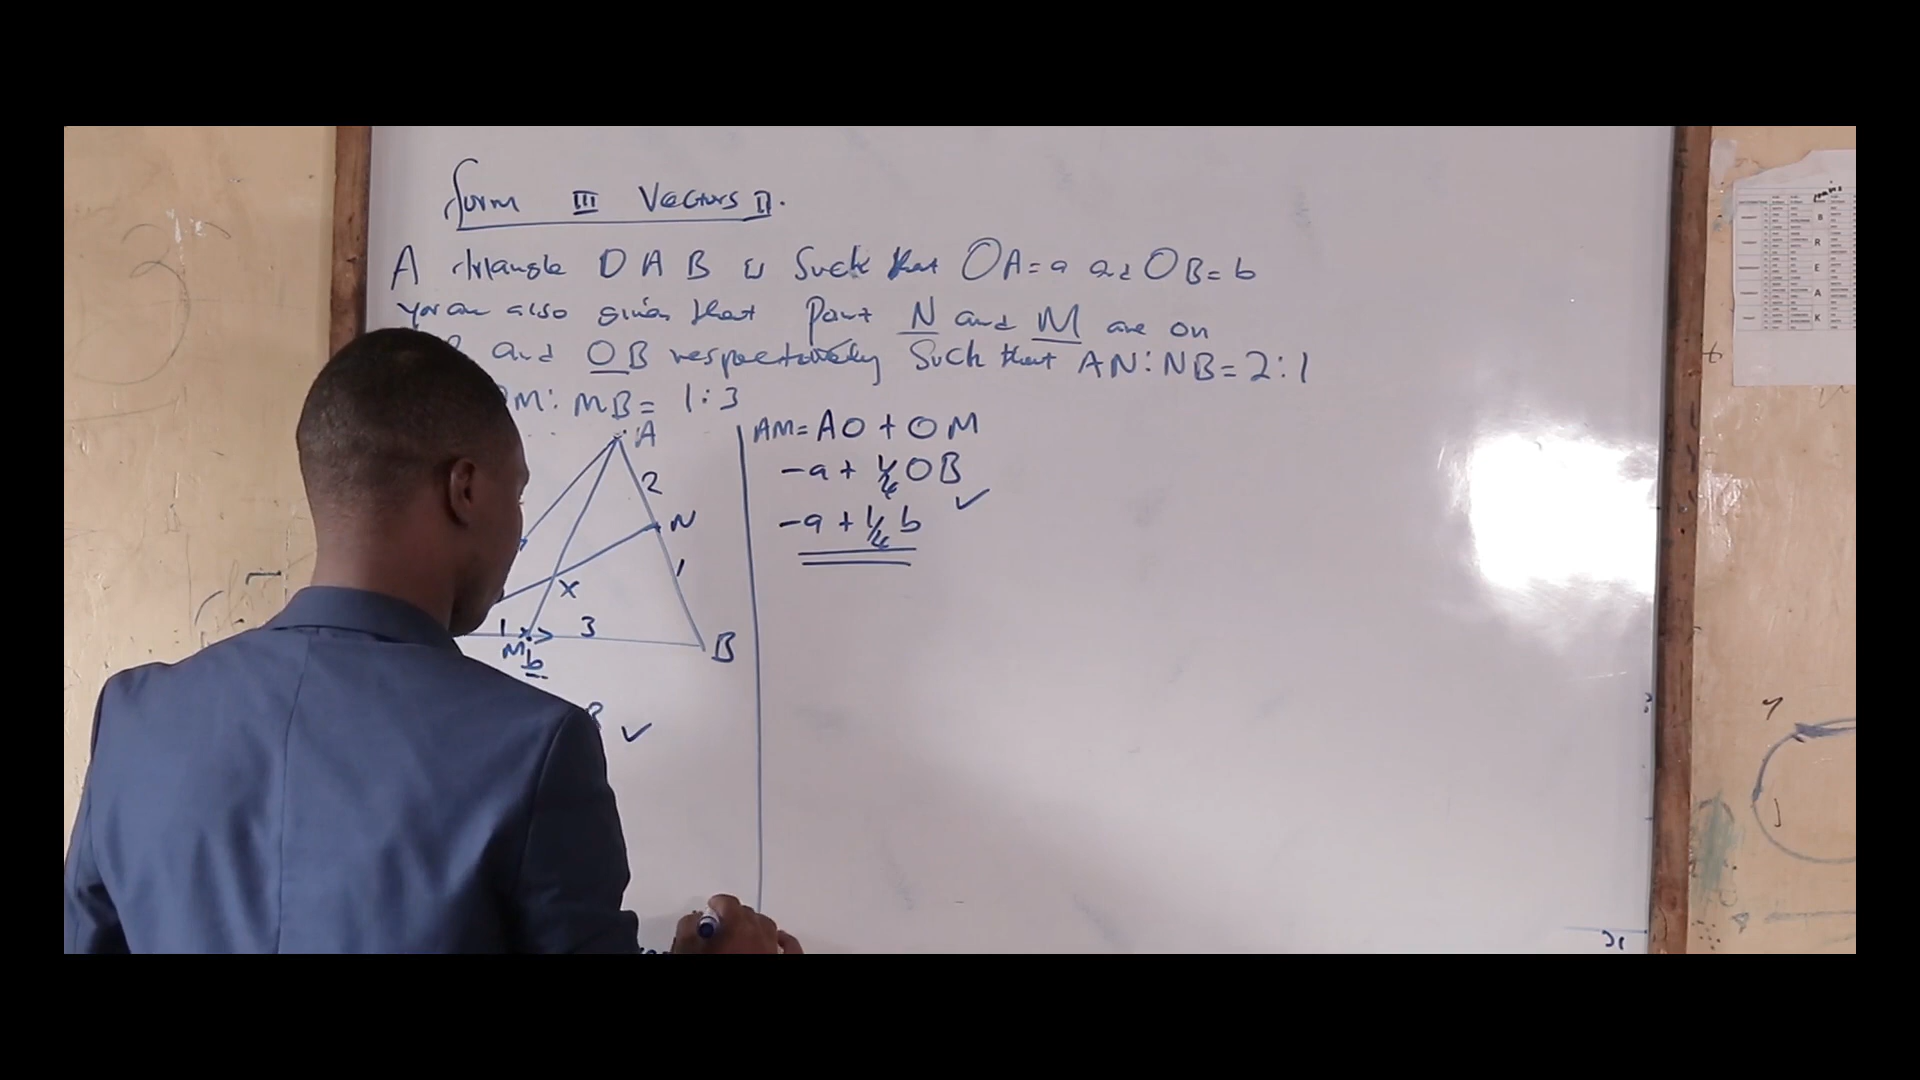 Form III Vectors II.
A triangle OAB is such that OA=a and OB=b
You are also given that point N and M are on
and OB respectively such that AN:NB=2:1
M:MB= 1:3
A
2
N
1
X
1
3
M
b
B
AM=AO+OM
-a+1/4OB
-a+1/4b
B
R
E
A
K